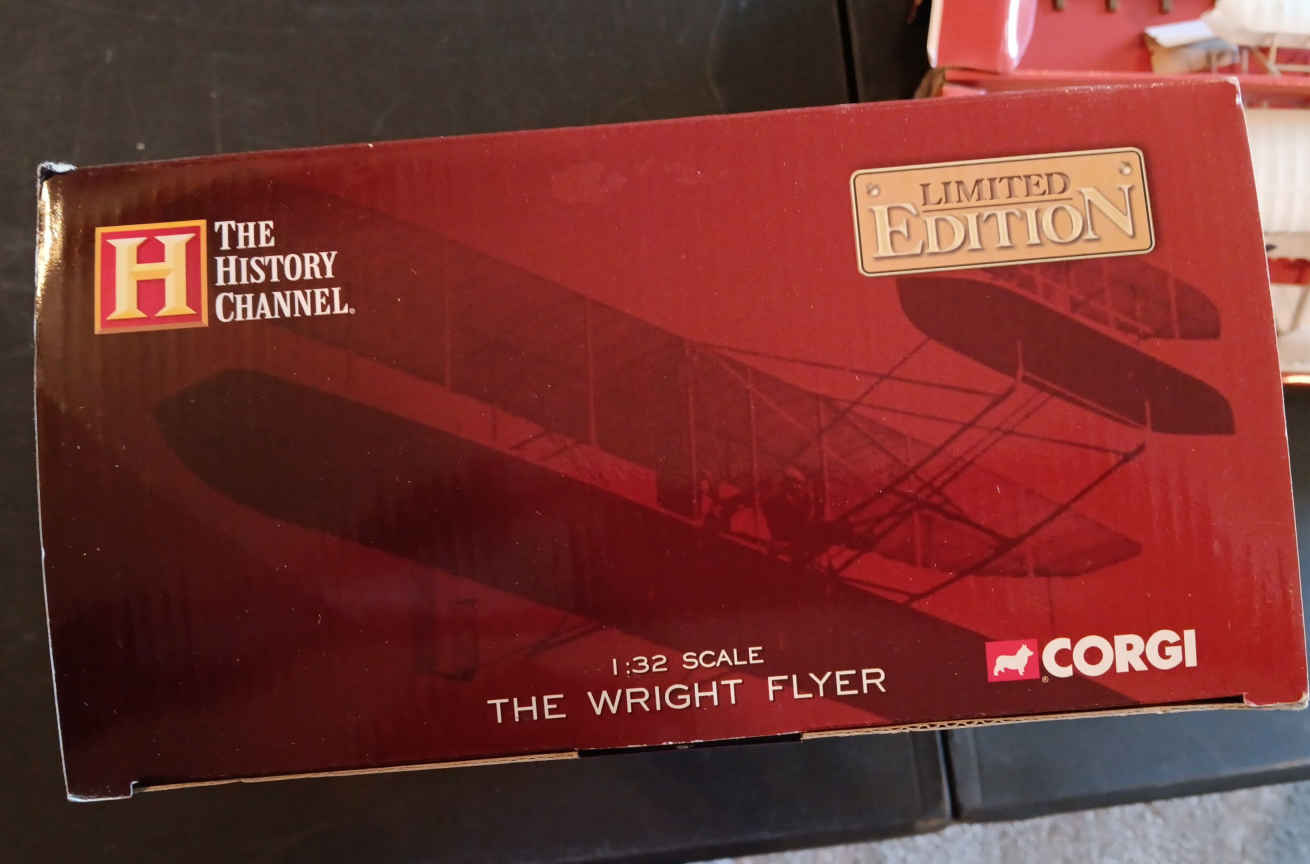 H
THE
HISTORY
CHANNEL®
LIMITED
EDITION
1:32 SCALE
THE WRIGHT FLYER
CORGI®